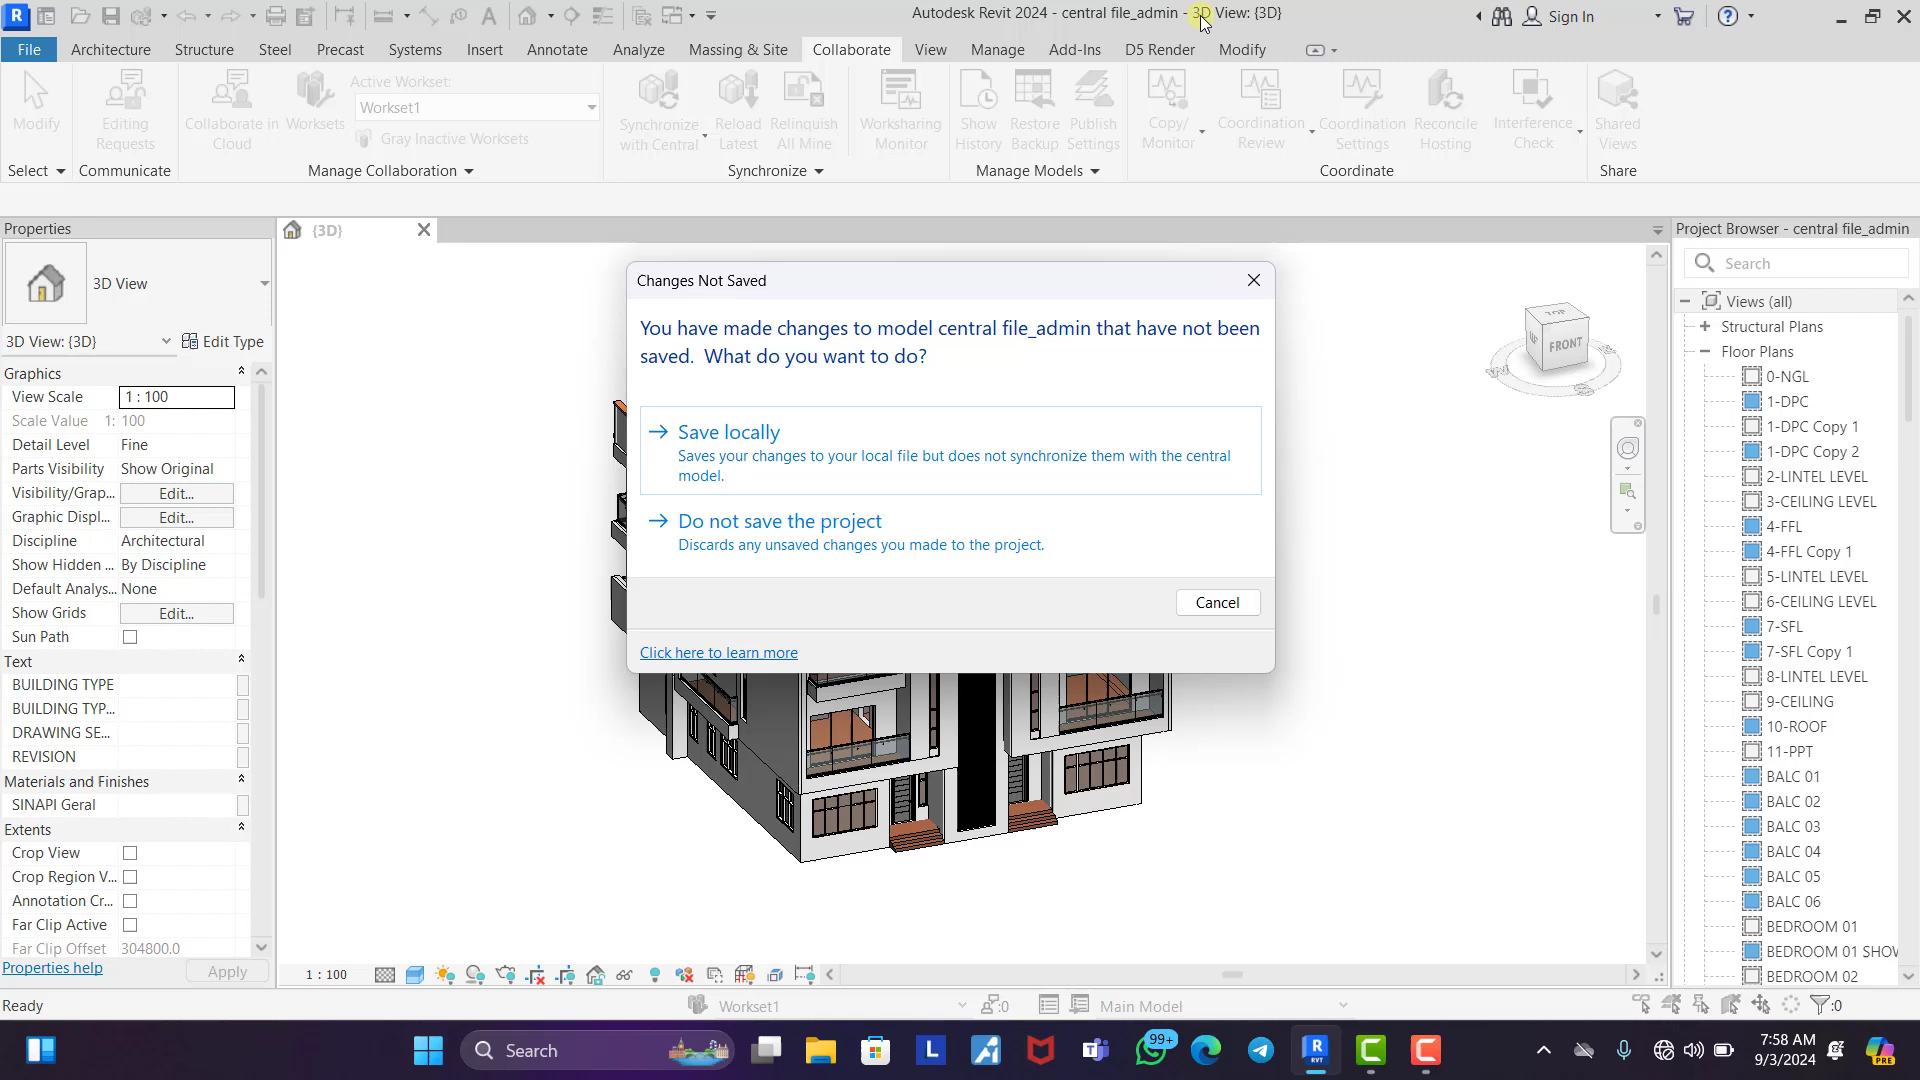 Autodesk Revit 2024 - central file_admin - 3D View: {3D}
Sign In
File
Architecture
Structure
Steel
Precast
Systems
Insert
Annotate
Analyze
Massing & Site
Collaborate
View
Manage
Add-Ins
D5 Render
Modify
Modify
Editing
Requests
Collaborate in
Cloud
Worksets
Active Workset:
Workset1
Gray Inactive Worksets
Synchronize
with Central
Reload
Latest
Relinquish
All Mine
Worksharing
Monitor
Show
History
Restore
Backup
Publish
Settings
Copy/
Monitor
Coordination
Review
Coordination
Settings
Reconcile
Hosting
Interference
Check
Shared
Views
Select
Communicate
Manage Collaboration
Synchronize
Manage Models
Coordinate
Share
Properties
3D View
3D View: {3D}
Edit Type
Graphics
View Scale
1 : 100
Scale Value 1:
100
Detail Level
Fine
Parts Visibility
Show Original
Visibility/Grap...
Edit...
Graphic Displ...
Edit...
Discipline
Architectural
Show Hidden ...
By Discipline
Default Analys...
None
Show Grids
Edit...
Sun Path
Text
BUILDING TYPE
BUILDING TYP...
DRAWING SE...
REVISION
Materials and Finishes
SINAPI Geral
Extents
Crop View
Crop Region V...
Annotation Cr...
Far Clip Active
Far Clip Offset
304800.0
Properties help
Apply
{3D}
Changes Not Saved
You have made changes to model central file_admin that have not been
saved. What do you want to do?
Save locally
Saves your changes to your local file but does not synchronize them with the central
model.
Do not save the project
Discards any unsaved changes you made to the project.
Cancel
Click here to learn more
TOP
FRONT
Project Browser - central file_admin
Search
Views (all)
Structural Plans
Floor Plans
0-NGL
1-DPC
1-DPC Copy 1
1-DPC Copy 2
2-LINTEL LEVEL
3-CEILING LEVEL
4-FFL
4-FFL Copy 1
5-LINTEL LEVEL
6-CEILING LEVEL
7-SFL
7-SFL Copy 1
8-LINTEL LEVEL
9-CEILING
10-ROOF
11-PPT
BALC 01
BALC 02
BALC 03
BALC 04
BALC 05
BALC 06
BEDROOM 01
BEDROOM 01 SHOW
BEDROOM 02
1 : 100
Ready
Workset1
:0
Main Model
:0
Search
99+
7:58 AM
9/3/2024